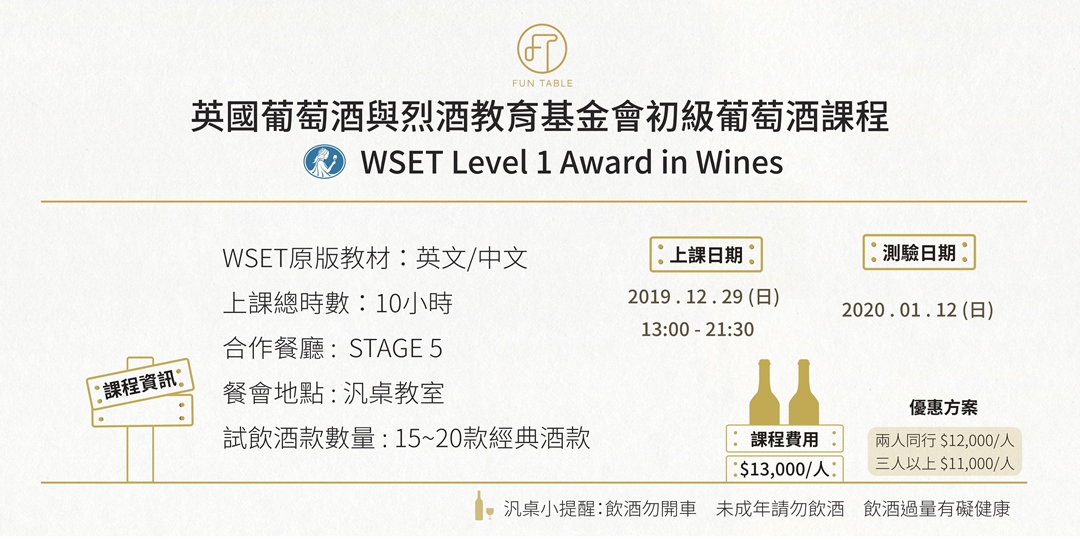 FUN TABLE
英國葡萄酒與烈酒教育基金會初級葡萄酒課程
WSET Level 1 Award in Wines
課程資訊
WSET原版教材：英文/中文
上課總時數：10小時
合作餐廳 : STAGE 5
餐會地點 : 汎桌教室
試飲酒款數量 : 15~20款經典酒款
上課日期
2019 . 12 . 29 (日)
13:00 - 21:30
測驗日期
2020 . 01 . 12 (日)
課程費用
$13,000/人
優惠方案
兩人同行 $12,000/人
三人以上 $11,000/人
汎桌小提醒：飲酒勿開車 未成年請勿飲酒 飲酒過量有礙健康